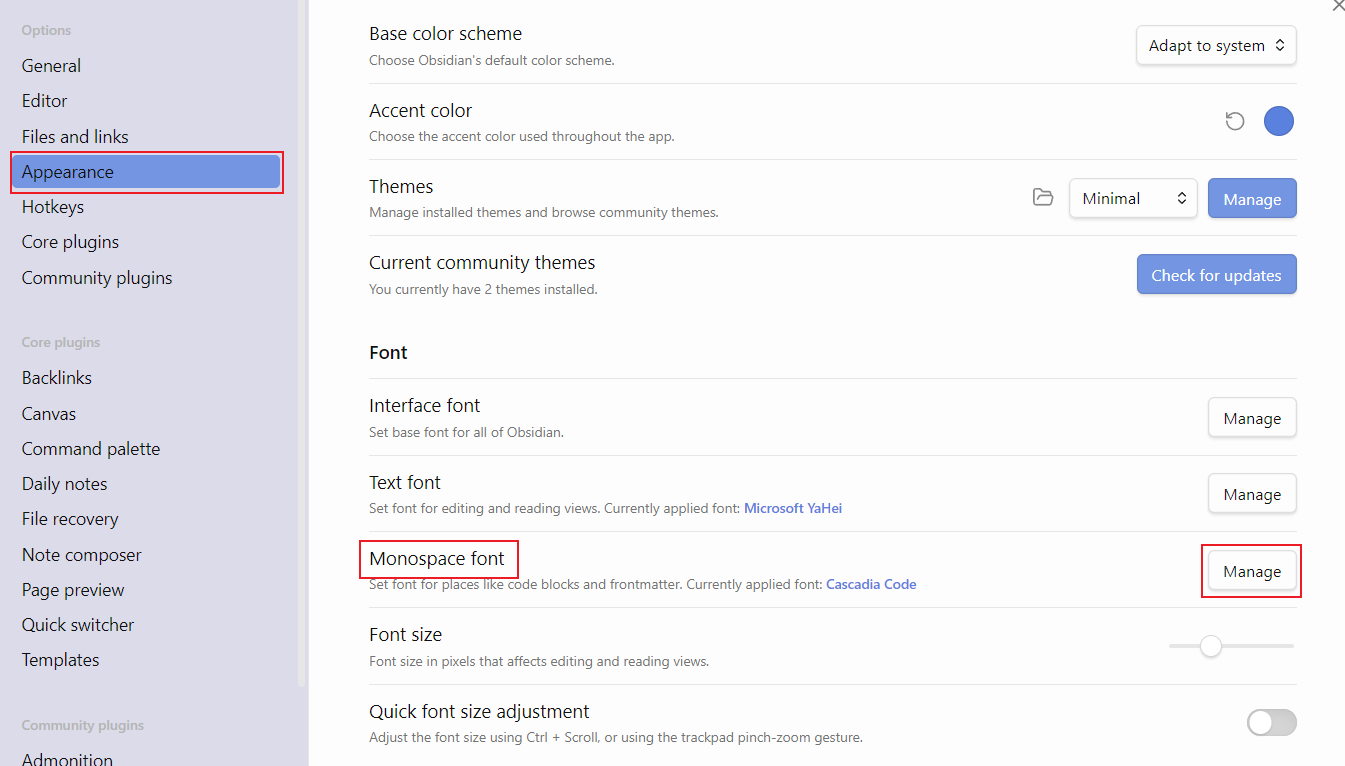 Options
General
Editor
Files and links
Appearance
Hotkeys
Core plugins
Community plugins
Core plugins
Backlinks
Canvas
Command palette
Daily notes
File recovery
Note composer
Page preview
Quick switcher
Templates
Community plugins
Admonition
Base color scheme
Choose Obsidian's default color scheme.
Adapt to system
Accent color
Choose the accent color used throughout the app.
Themes
Manage installed themes and browse community themes.
Minimal
Manage
Current community themes
You currently have 2 themes installed.
Check for updates
Font
Interface font
Set base font for all of Obsidian.
Manage
Text font
Set font for editing and reading views. Currently applied font: Microsoft YaHei
Manage
Monospace font
Set font for places like code blocks and frontmatter. Currently applied font: Cascadia Code
Manage
Font size
Font size in pixels that affects editing and reading views.
Quick font size adjustment
Adjust the font size using Ctrl + Scroll, or using the trackpad pinch-zoom gesture.